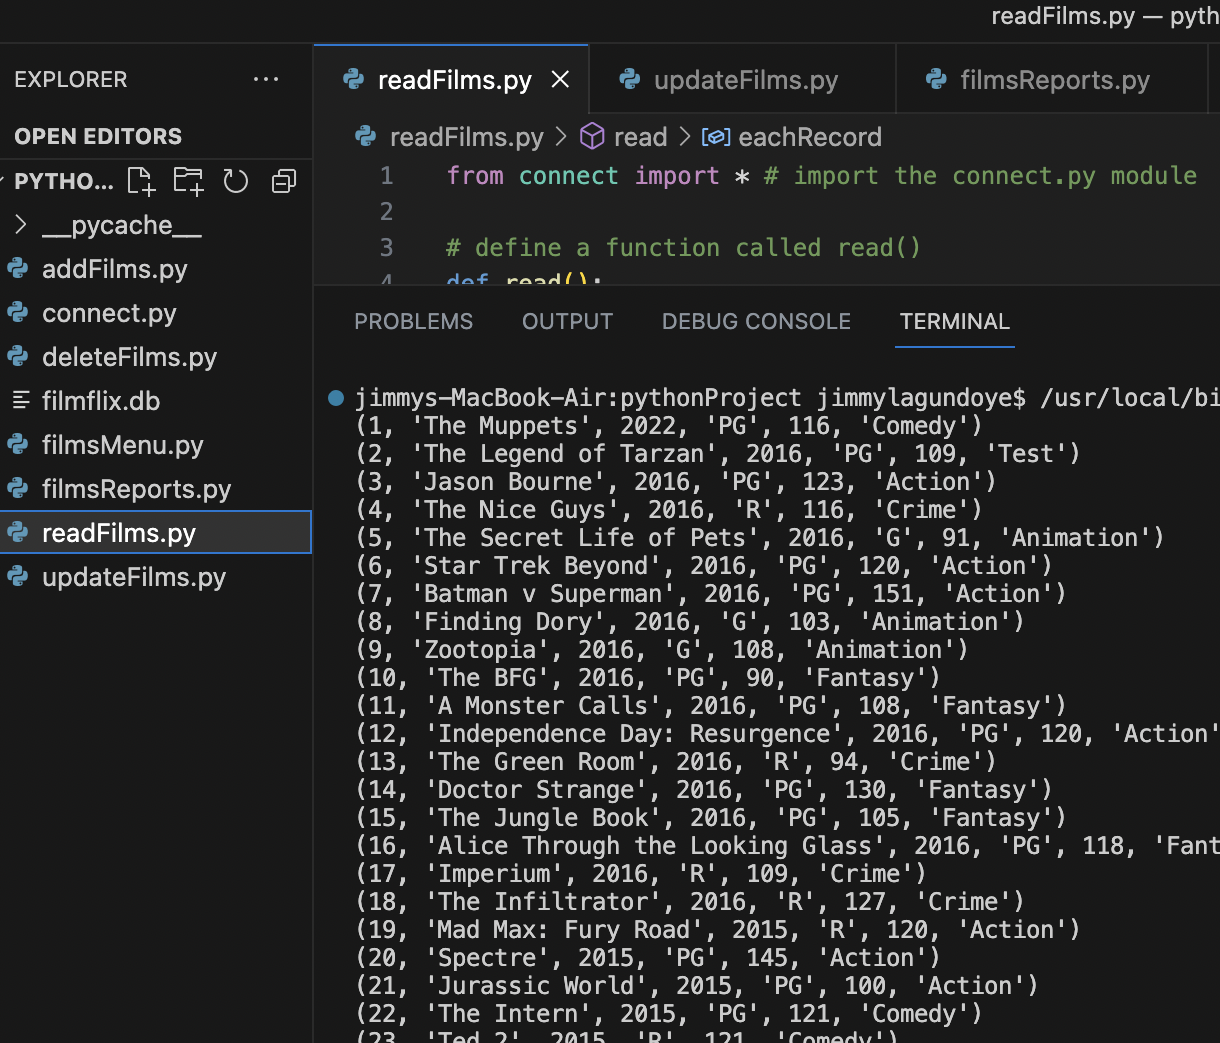 readFilms.py — pyth
EXPLORER
OPEN EDITORS
PYTHO...
__pycache__
addFilms.py
connect.py
deleteFilms.py
filmflix.db
filmsMenu.py
filmsReports.py
readFilms.py
updateFilms.py
readFilms.py updateFilms.py filmsReports.py
readFilms.py > read > eachRecord
1 from connect import * # import the connect.py module
2
3 # define a function called read()
4 def read():
PROBLEMS OUTPUT DEBUG CONSOLE TERMINAL
jimmys-MacBook-Air:pythonProject jimmylagundoye$ /usr/local/bi
(1, 'The Muppets', 2022, 'PG', 116, 'Comedy')
(2, 'The Legend of Tarzan', 2016, 'PG', 109, 'Test')
(3, 'Jason Bourne', 2016, 'PG', 123, 'Action')
(4, 'The Nice Guys', 2016, 'R', 116, 'Crime')
(5, 'The Secret Life of Pets', 2016, 'G', 91, 'Animation')
(6, 'Star Trek Beyond', 2016, 'PG', 120, 'Action')
(7, 'Batman v Superman', 2016, 'PG', 151, 'Action')
(8, 'Finding Dory', 2016, 'G', 103, 'Animation')
(9, 'Zootopia', 2016, 'G', 108, 'Animation')
(10, 'The BFG', 2016, 'PG', 90, 'Fantasy')
(11, 'A Monster Calls', 2016, 'PG', 108, 'Fantasy')
(12, 'Independence Day: Resurgence', 2016, 'PG', 120, 'Action'
(13, 'The Green Room', 2016, 'R', 94, 'Crime')
(14, 'Doctor Strange', 2016, 'PG', 130, 'Fantasy')
(15, 'The Jungle Book', 2016, 'PG', 105, 'Fantasy')
(16, 'Alice Through the Looking Glass', 2016, 'PG', 118, 'Fant
(17, 'Imperium', 2016, 'R', 109, 'Crime')
(18, 'The Infiltrator', 2016, 'R', 127, 'Crime')
(19, 'Mad Max: Fury Road', 2015, 'R', 120, 'Action')
(20, 'Spectre', 2015, 'PG', 145, 'Action')
(21, 'Jurassic World', 2015, 'PG', 100, 'Action')
(22, 'The Intern', 2015, 'PG', 121, 'Comedy')
(23, 'Ted 2', 2015, 'R', 121, 'Comedy')